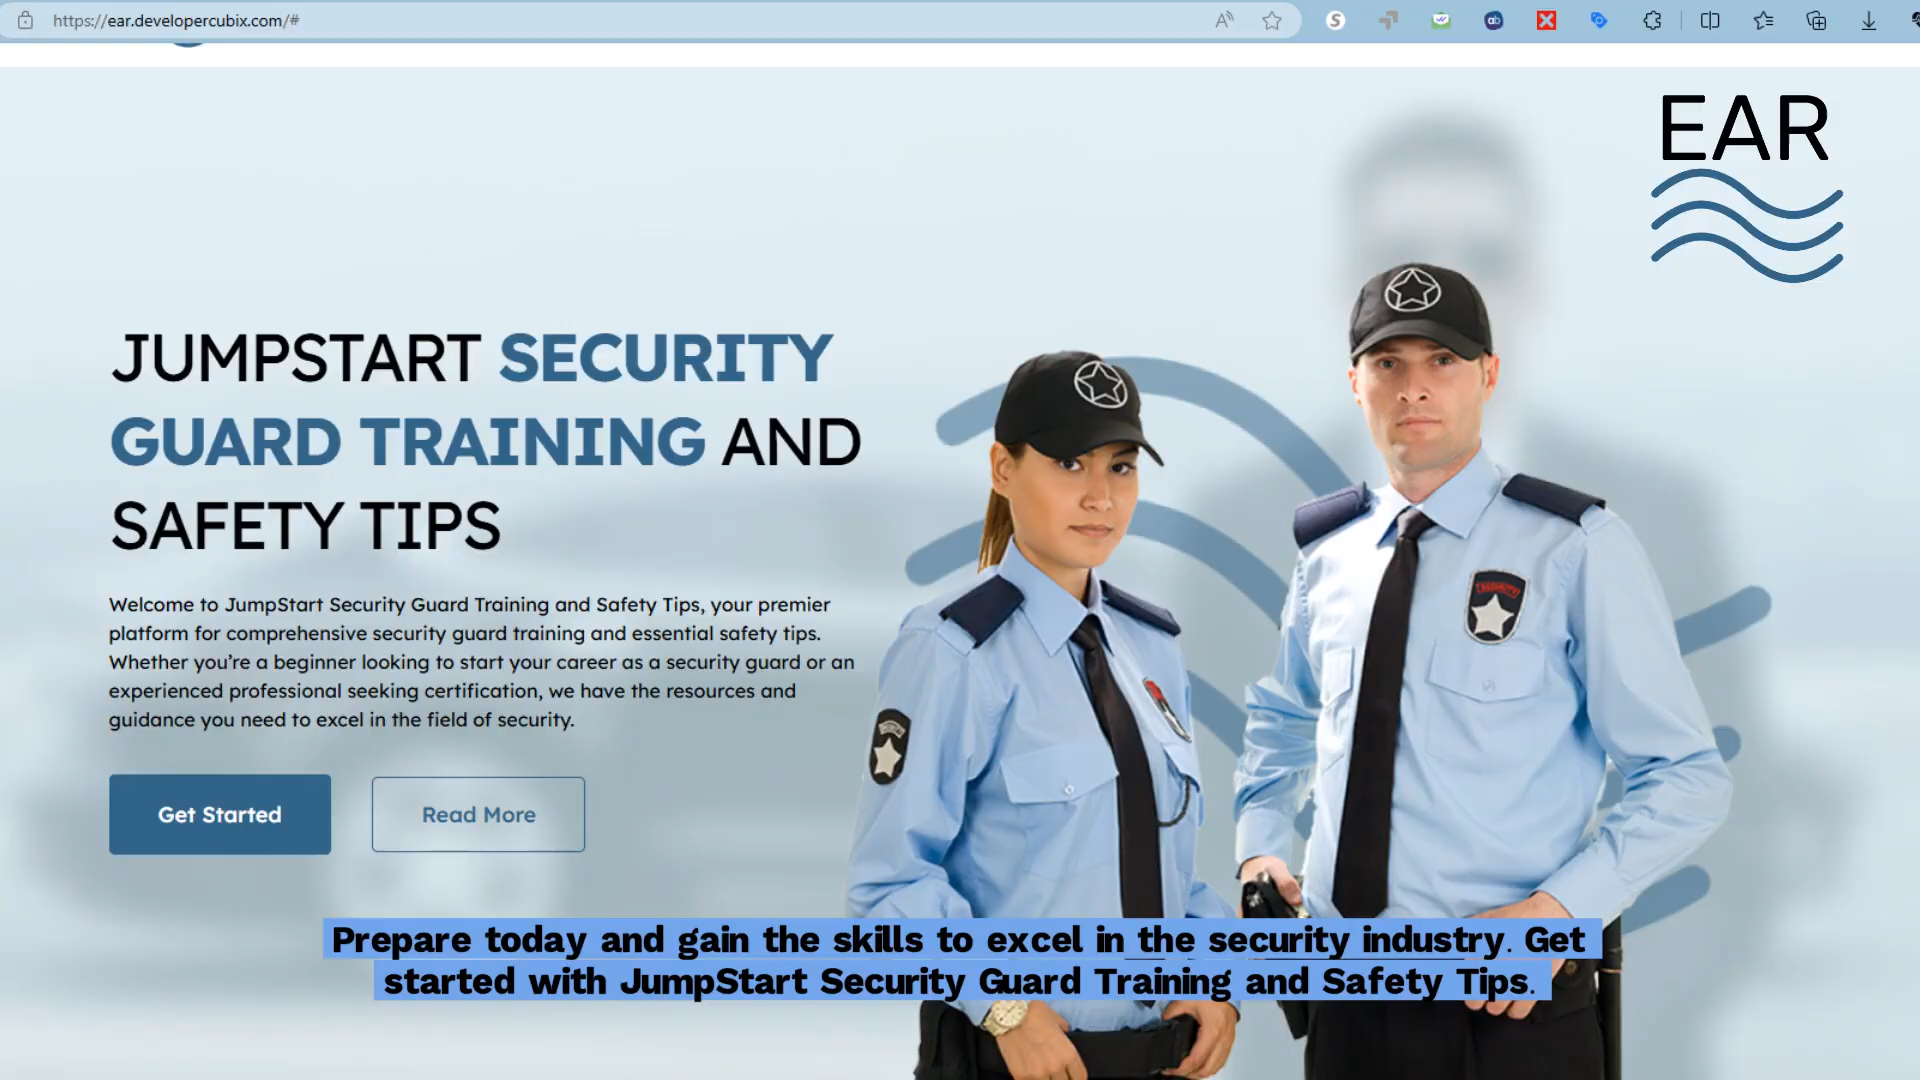 https://ear.developercubix.com/#
EAR
JUMPSTART SECURITY
GUARD TRAINING AND
SAFETY TIPS
Welcome to JumpStart Security Guard Training and Safety Tips, your premier
platform for comprehensive security guard training and essential safety tips.
Whether you’re a beginner looking to start your career as a security guard or an
experienced professional seeking certification, we have the resources and
guidance you need to excel in the field of security.
Get Started
Read More
SECURITY
Prepare today and gain the skills to excel in the security industry. Get
started with JumpStart Security Guard Training and Safety Tips.